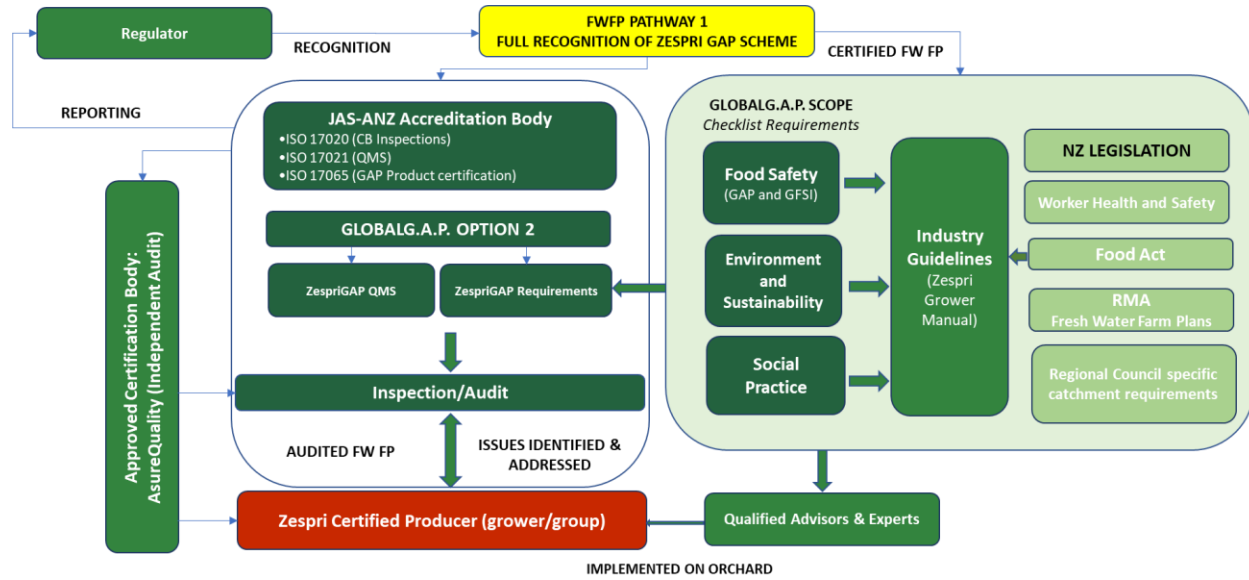 Regulator
RECOGNITION
FWFP PATHWAY 1
FULL RECOGNITION OF ZESPRI GAP SCHEME
CERTIFIED FW FP
REPORTING
JAS-ANZ Accreditation Body
•ISO 17020 (CB Inspections)
•ISO 17021 (QMS)
•ISO 17065 (GAP Product certification)
GLOBALG.A.P. OPTION 2
ZespriGAP QMS
ZespriGAP Requirements
Inspection/Audit
AUDITED FW FP
ISSUES IDENTIFIED &
ADDRESSED
Approved Certification Body:
AsureQuality (Independent Audit)
Zespri Certified Producer (grower/group)
GLOBALG.A.P. SCOPE
Checklist Requirements
Food Safety
(GAP and GFSI)
Environment
and
Sustainability
Social
Practice
Industry
Guidelines
(Zespri
Grower
Manual)
NZ LEGISLATION
Worker Health and Safety
Food Act
RMA
Fresh Water Farm Plans
Regional Council specific
catchment requirements
Qualified Advisors & Experts
IMPLEMENTED ON ORCHARD